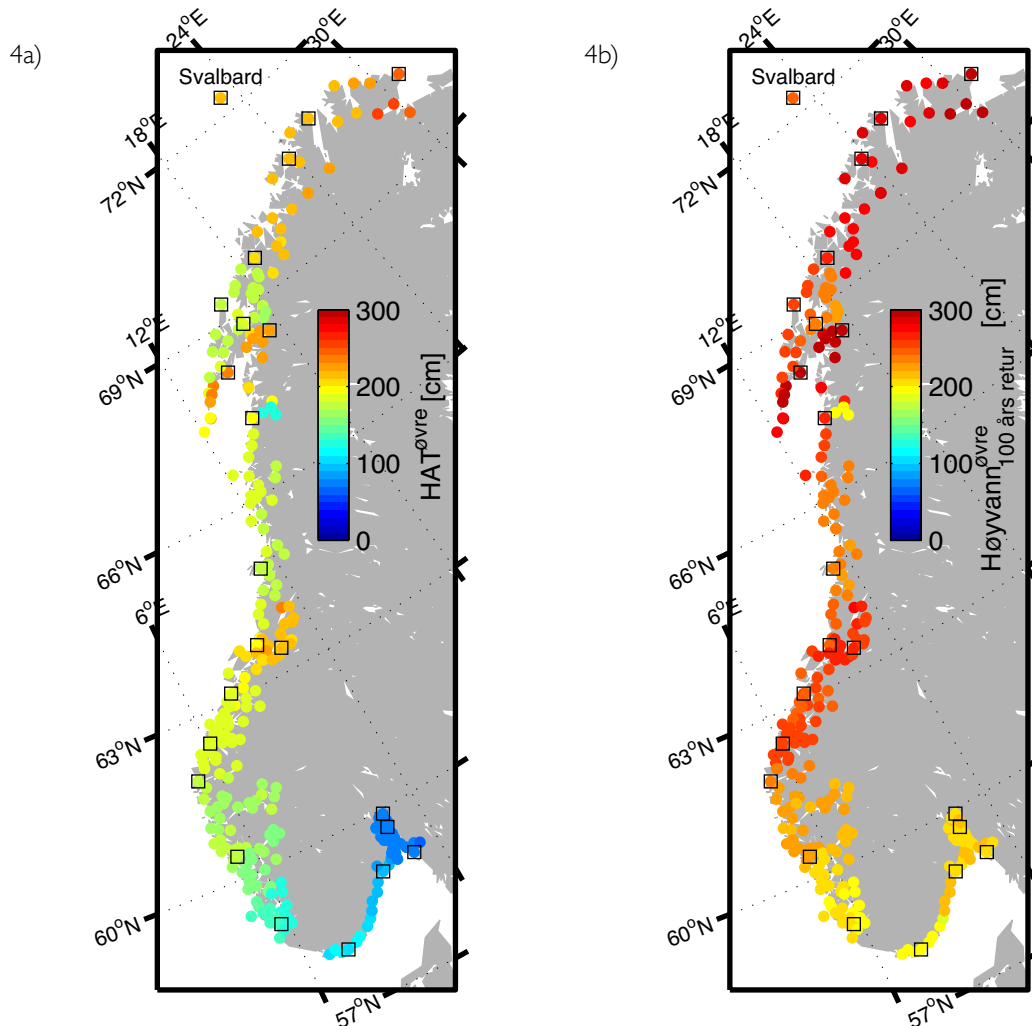 4a)
24°E
30°E
Svalbard
18°E
72°N
12°E
69°N
66°N
6°E
63°N
60°N
57°N
300
200
100
0
HAT^øvre [cm]
4b)
24°E
30°E
Svalbard
18°E
72°N
12°E
69°N
66°N
6°E
63°N
60°N
57°N
300
200
100
0
Høyvann^øvre_100 års retur [cm]